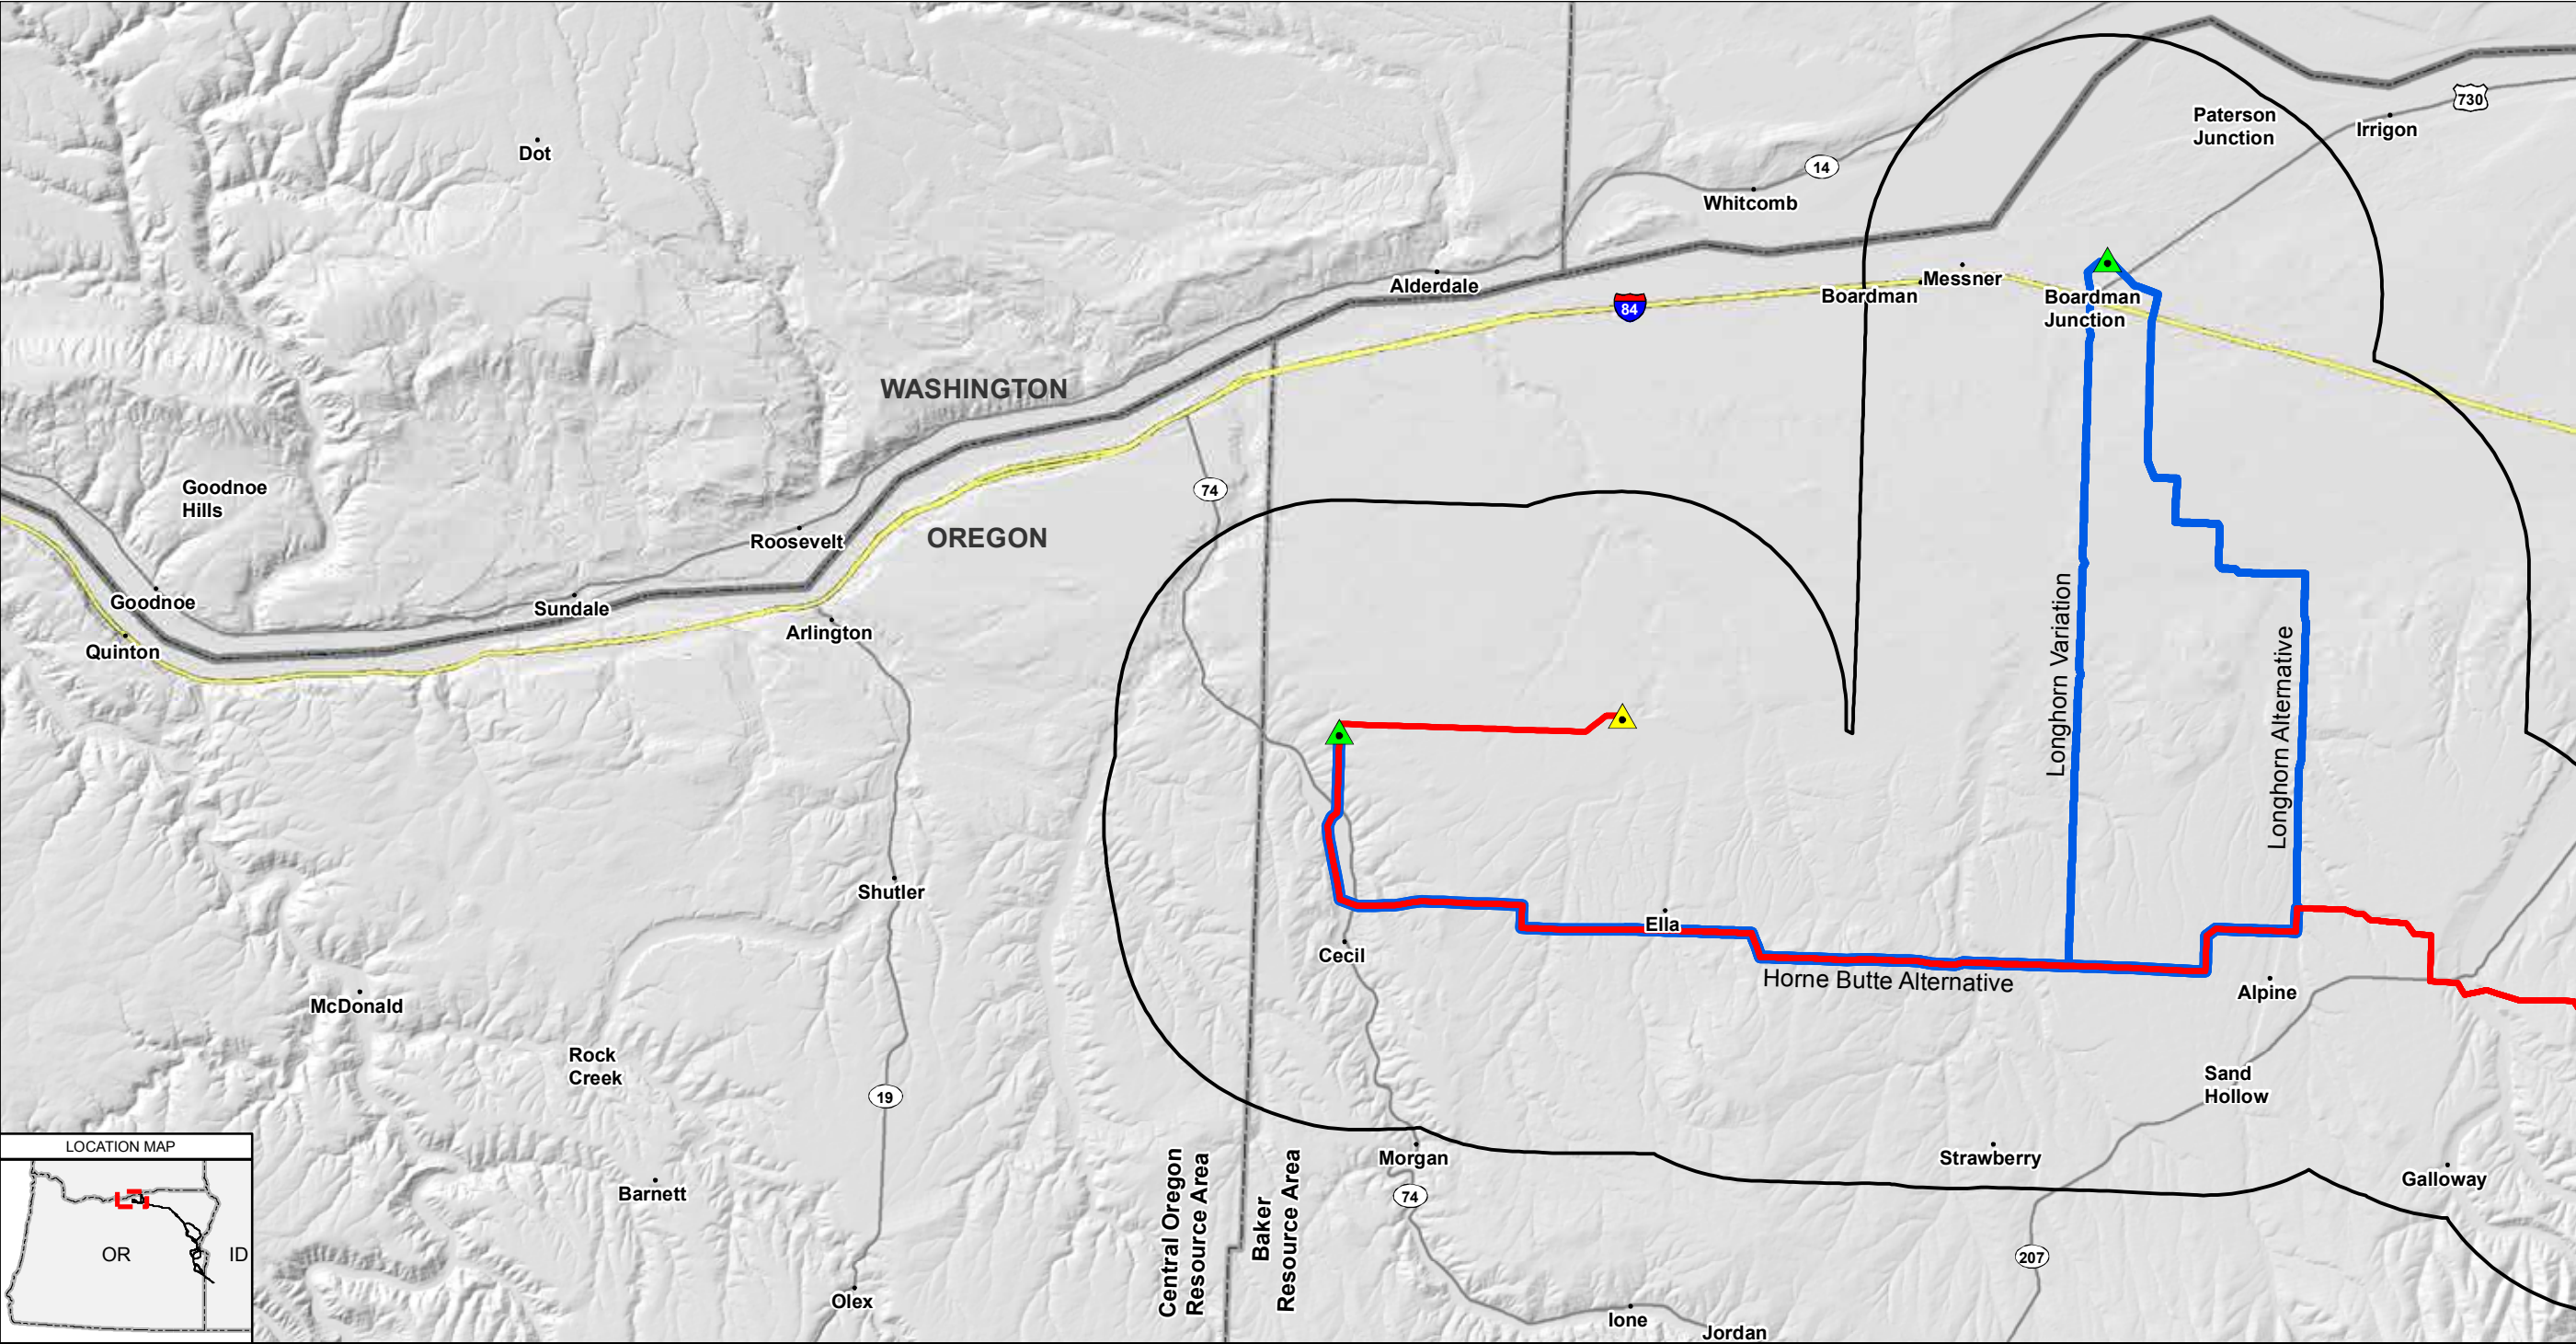 730
Paterson
Junction
Irrigon
Dot
14
Whitcomb
Alderdale
Messner
Boardman
84
Boardman
Junction
WASHINGTON
Goodnoe
Hills
74
OREGON
Roosevelt
Goodnoe
Sundale
Arlington
Quinton
Longhorn Variation
Longhorn Alternative
Shutler
Ella
Cecil
Horne Butte Alternative
Alpine
McDonald
Rock
Creek
Sand
Hollow
19
LOCATION MAP
OR
ID
Central Oregon
Resource Area
Baker
Resource Area
Morgan
Strawberry
Galloway
Barnett
74
207
Olex
Ione
Jordan